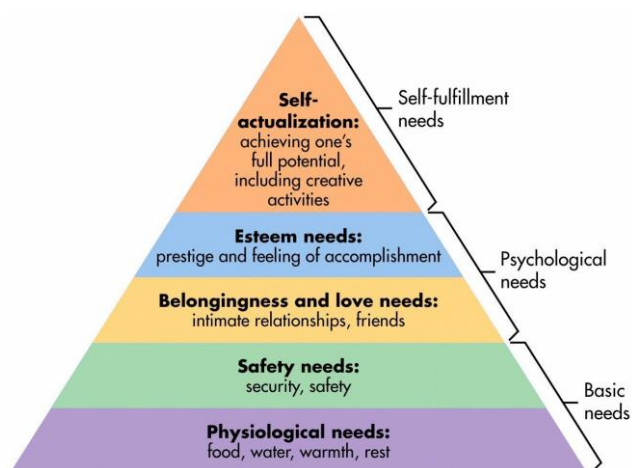 Self-
actualization:
achieving one's
full potential,
including creative
activities
Self-fulfillment
needs
Esteem needs:
prestige and feeling of accomplishment
Psychological
needs
Belongingness and love needs:
intimate relationships, friends
Safety needs:
security, safety
Basic
needs
Physiological needs:
food, water, warmth, rest